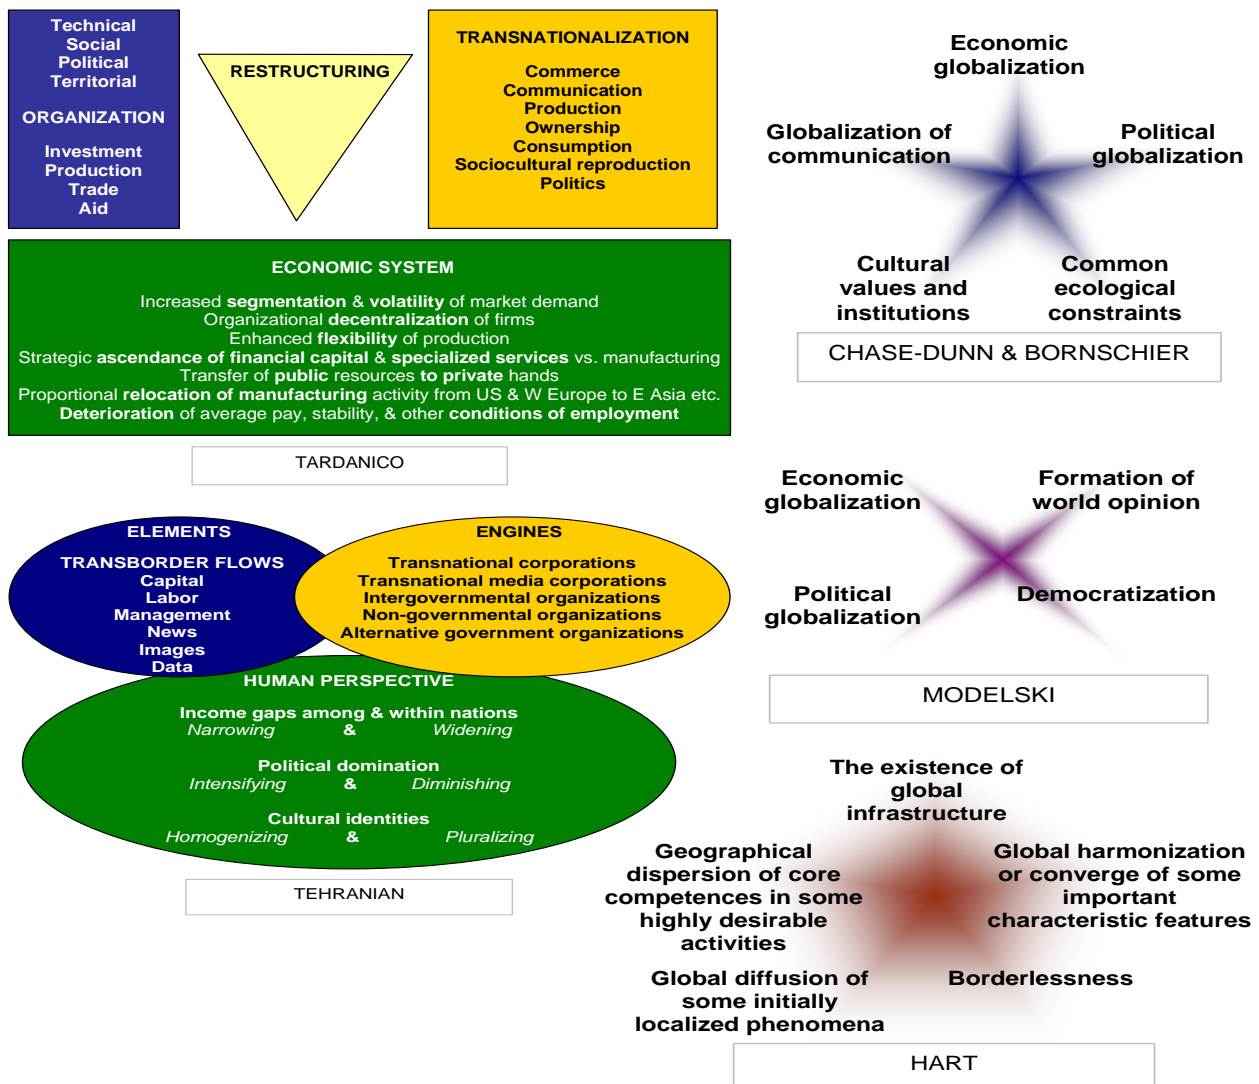 Technical
Social
Political
Territorial
ORGANIZATION
Investment
Production
Trade
Aid
RESTRUCTURING
TRANSNATIONALIZATION
Commerce
Communication
Production
Ownership
Consumption
Sociocultural reproduction
Politics
ECONOMIC SYSTEM
Increased segmentation & volatility of market demand
Organizational decentralization of firms
Enhanced flexibility of production
Strategic ascendance of financial capital & specialized services vs. manufacturing
Transfer of public resources to private hands
Proportional relocation of manufacturing activity from US & W Europe to E Asia etc.
Deterioration of average pay, stability, & other conditions of employment
TARDANICO
ELEMENTS
TRANSBORDER FLOWS
Capital
Labor
Management
News
Images
Data
ENGINES
Transnational corporations
Transnational media corporations
Intergovernmental organizations
Non-governmental organizations
Alternative government organizations
HUMAN PERSPECTIVE
Income gaps among & within nations
Narrowing & Widening
Political domination
Intensifying & Diminishing
Cultural identities
Homogenizing & Pluralizing
TEHRANIAN
Economic
globalization
Globalization of
communication
Political
globalization
Cultural
values and
institutions
Common
ecological
constraints
CHASE-DUNN & BORNSCHIER
Economic
globalization
Formation of
world opinion
Political
globalization
Democratization
MODELSKI
The existence of
global
infrastructure
Geographical
dispersion of core
competences in some
highly desirable
activities
Global harmonization
or converge of some
important
characteristic features
Global diffusion of
some initially
localized phenomena
Borderlessness
HART